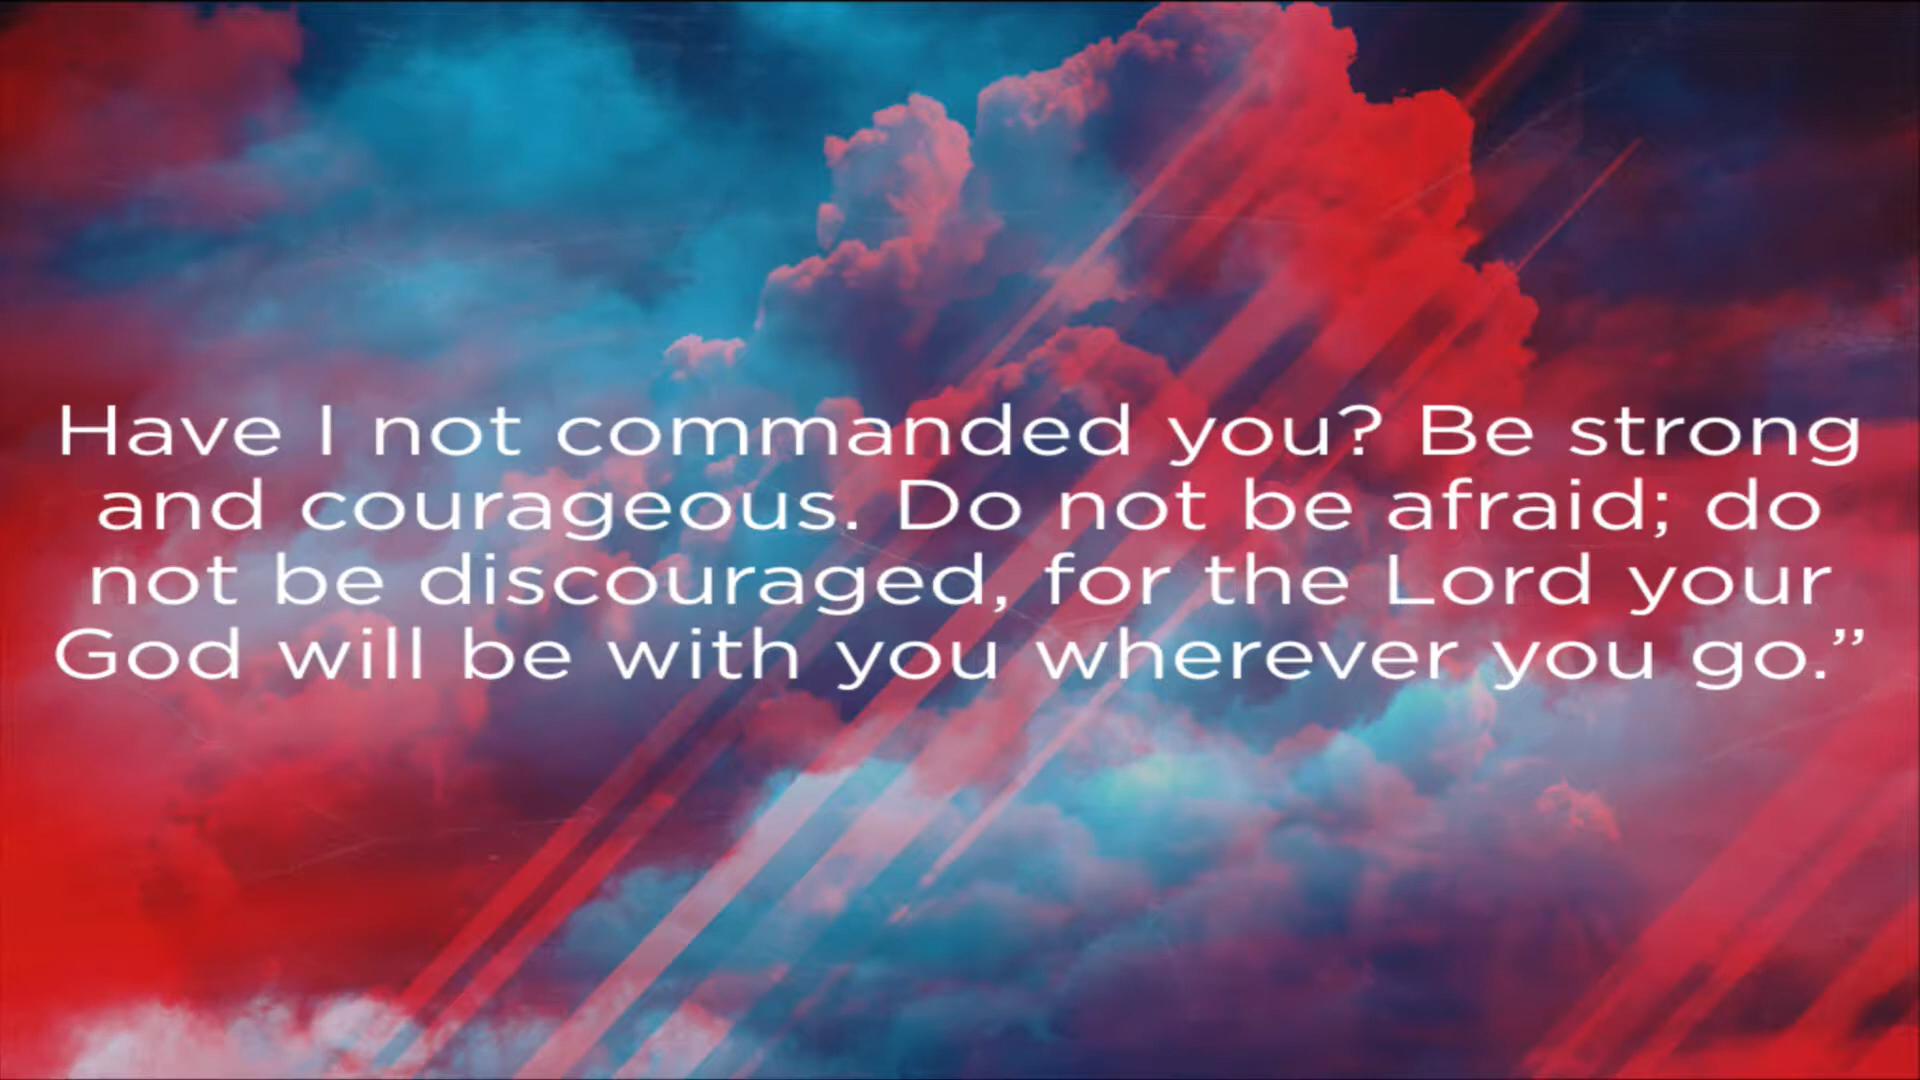 Have I not commanded you? Be strong
and courageous. Do not be afraid; do
not be discouraged, for the Lord your
God will be with you wherever you go.”